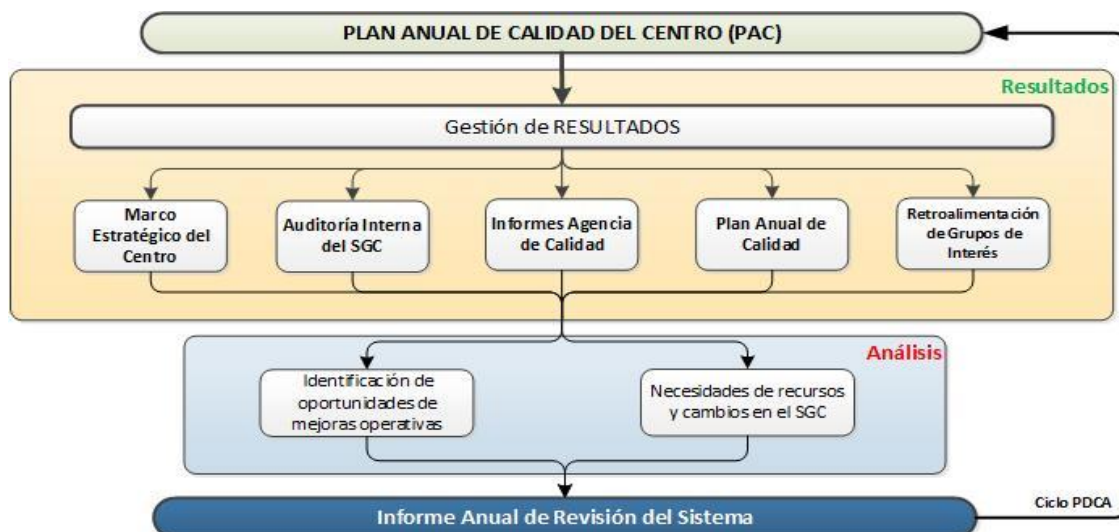 PLAN ANUAL DE CALIDAD DEL CENTRO (PAC)
Resultados
Gestión de RESULTADOS
Marco
Estratégico del
Centro
Auditoría Interna
del SGC
Informes Agencia
de Calidad
Plan Anual de
Calidad
Retroalimentación
de Grupos de
Interés
Análisis
Identificación de
oportunidades de
mejoras operativas
Necesidades de recursos
y cambios en el SGC
Informe Anual de Revisión del Sistema
Ciclo PDCA